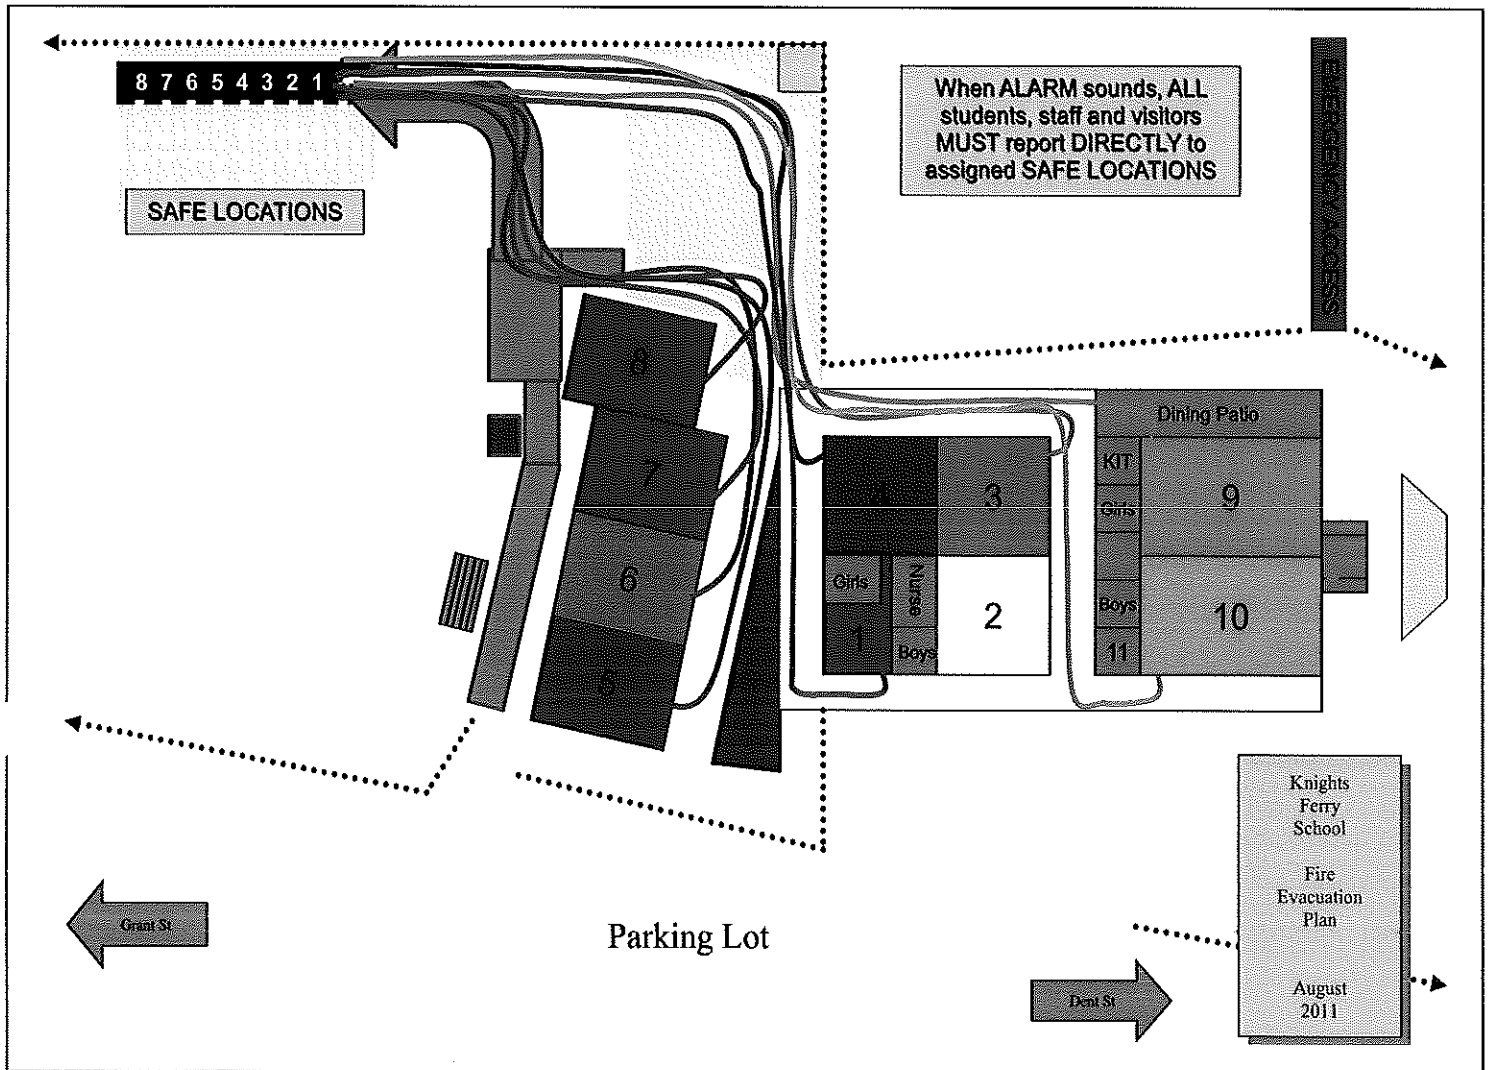 8 7 6 5 4 3 2 1
SAFE LOCATIONS
When ALARM sounds, ALL
students, staff and visitors
MUST report DIRECTLY to
assigned SAFE LOCATIONS
EMERGENCY ACCESS
8
7
6
5
4
3
Girls
Nurse
2
1
Boys
Dining Patio
KIT
9
Girls
Boys
10
11
Knights
Ferry
School
Fire
Evacuation
Plan
August
2011
Grant St
Parking Lot
Dent St